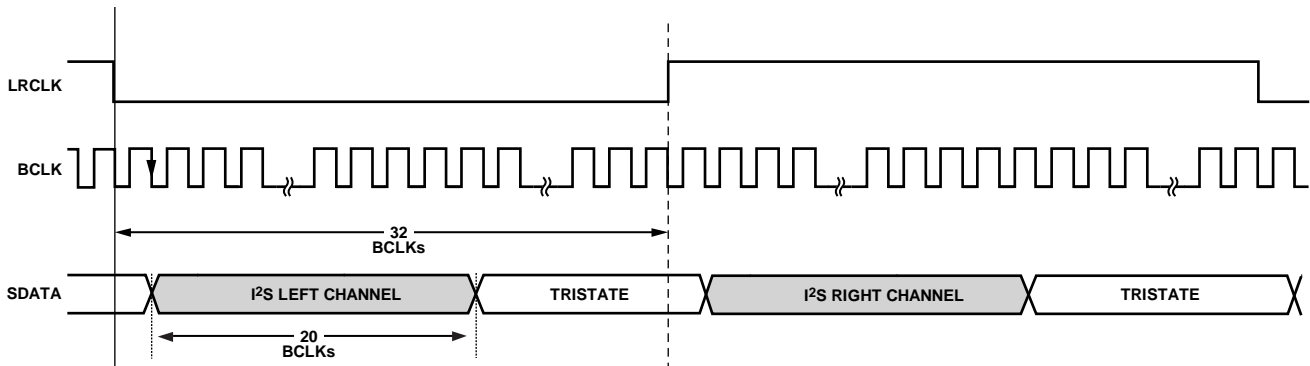 LRCLK
BCLK
32
BCLKs
SDATA
I²S LEFT CHANNEL
TRISTATE
I²S RIGHT CHANNEL
TRISTATE
20
BCLKs